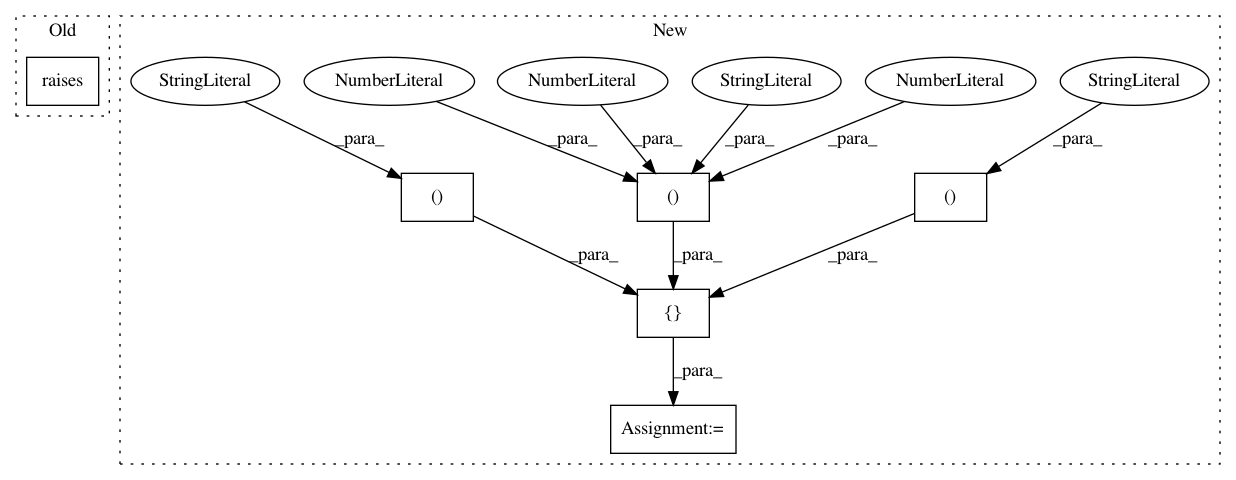 Old
New
raises
StringLiteral
NumberLiteral
NumberLiteral
StringLiteral
NumberLiteral
StringLiteral
_para_
_para_
_para_
_para_
_para_
_para_
()
()
()
_para_
_para_
_para_
{}
_para_
Assignment:=